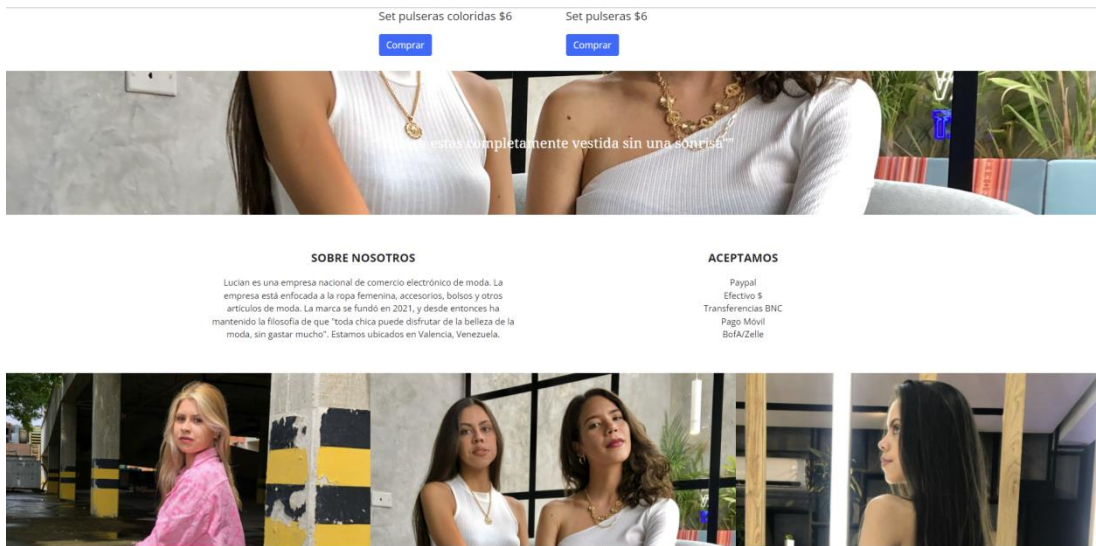 Set pulseras coloridas $6
Set pulseras $6
Comprar
Comprar
estás completamente vestida sin una sonrisa"
SOBRE NOSOTROS
Lucian es una empresa nacional de comercio electrónico de moda. La
empresa está enfocada a la ropa femenina, accesorios, bolsos y otros
artículos de moda. La marca se fundó en 2021, y desde entonces ha
mantenido la filosofía de que "toda chica puede disfrutar de la belleza de la
moda, sin gastar mucho". Estamos ubicados en Valencia, Venezuela.
ACEPTAMOS
Paypal
Efectivo $
Transferencias BNC
Pago Móvil
BofA/Zelle